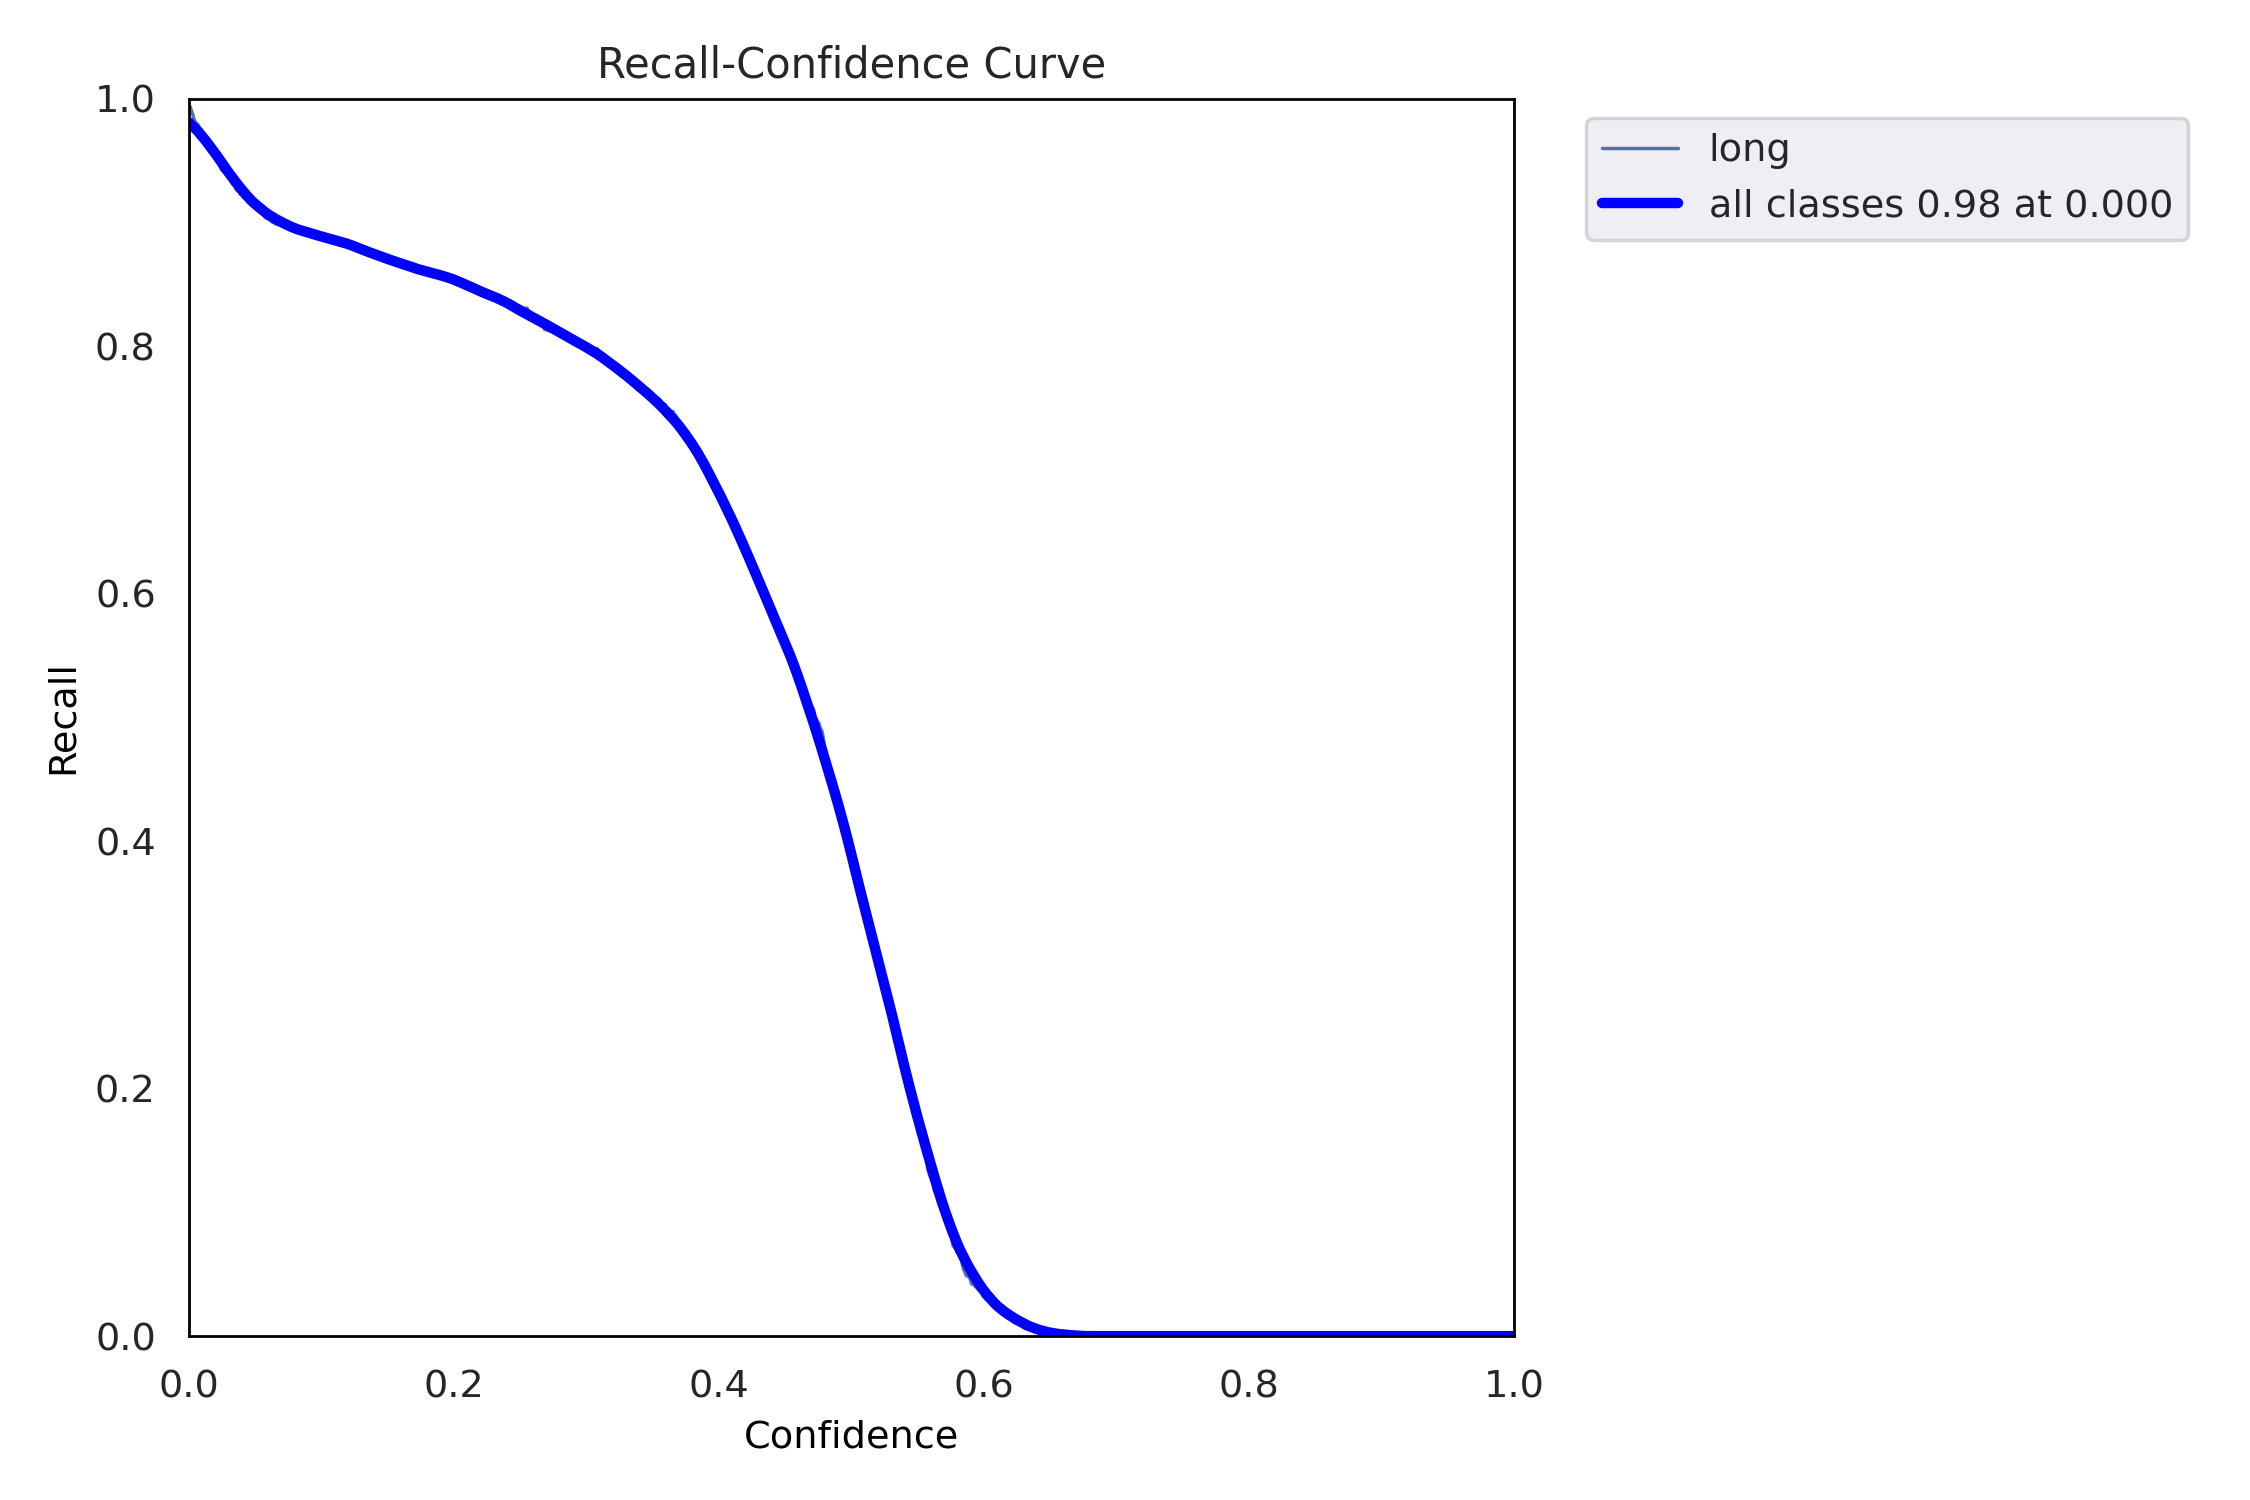 Recall-Confidence Curve
1.0
0.8
0.6
0.4
0.2
0.0
Recall
0.0 0.2 0.4 0.6 0.8 1.0
Confidence
long
all classes 0.98 at 0.000